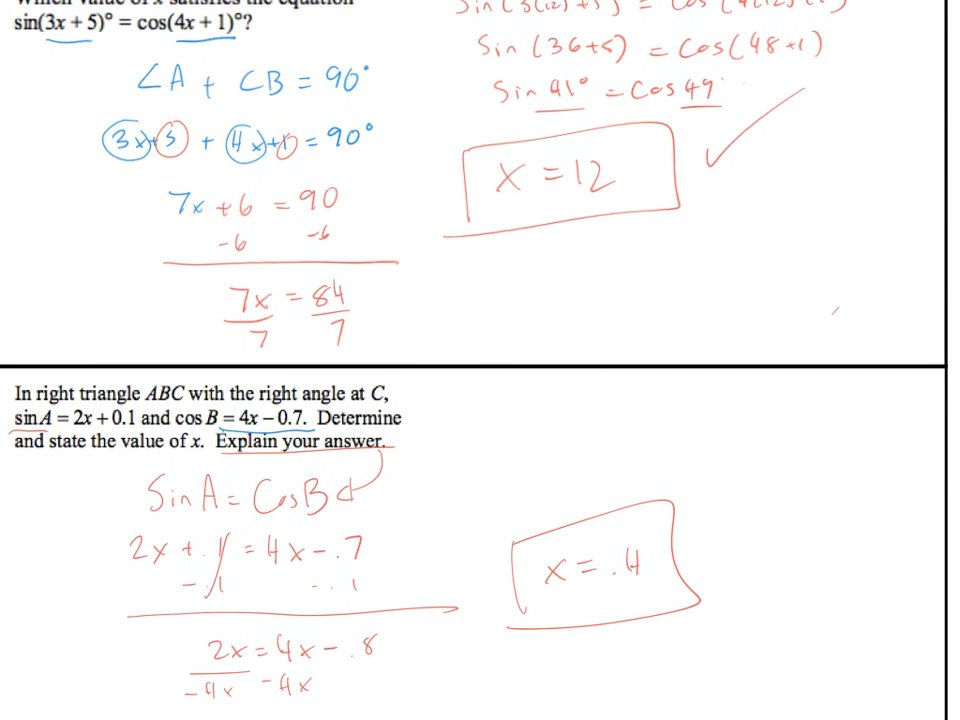 sin(3x + 5)° = cos(4x + 1)°?
∠A + ∠B = 90°
3x+5 + 4x+1 = 90°
7x + 6 = 90
-6 -6
7x = 84
7 7
Sin (36+5) = Cos (48+1)
Sin 41° = Cos 49°
x = 12
In right triangle ABC with the right angle at C,
sin A = 2x + 0.1 and cos B = 4x – 0.7. Determine
and state the value of x. Explain your answer.
Sin A = Cos B
2x + .1 = 4x - .7
- .1 - .1
2x = 4x - .8
-4x -4x
x = .4